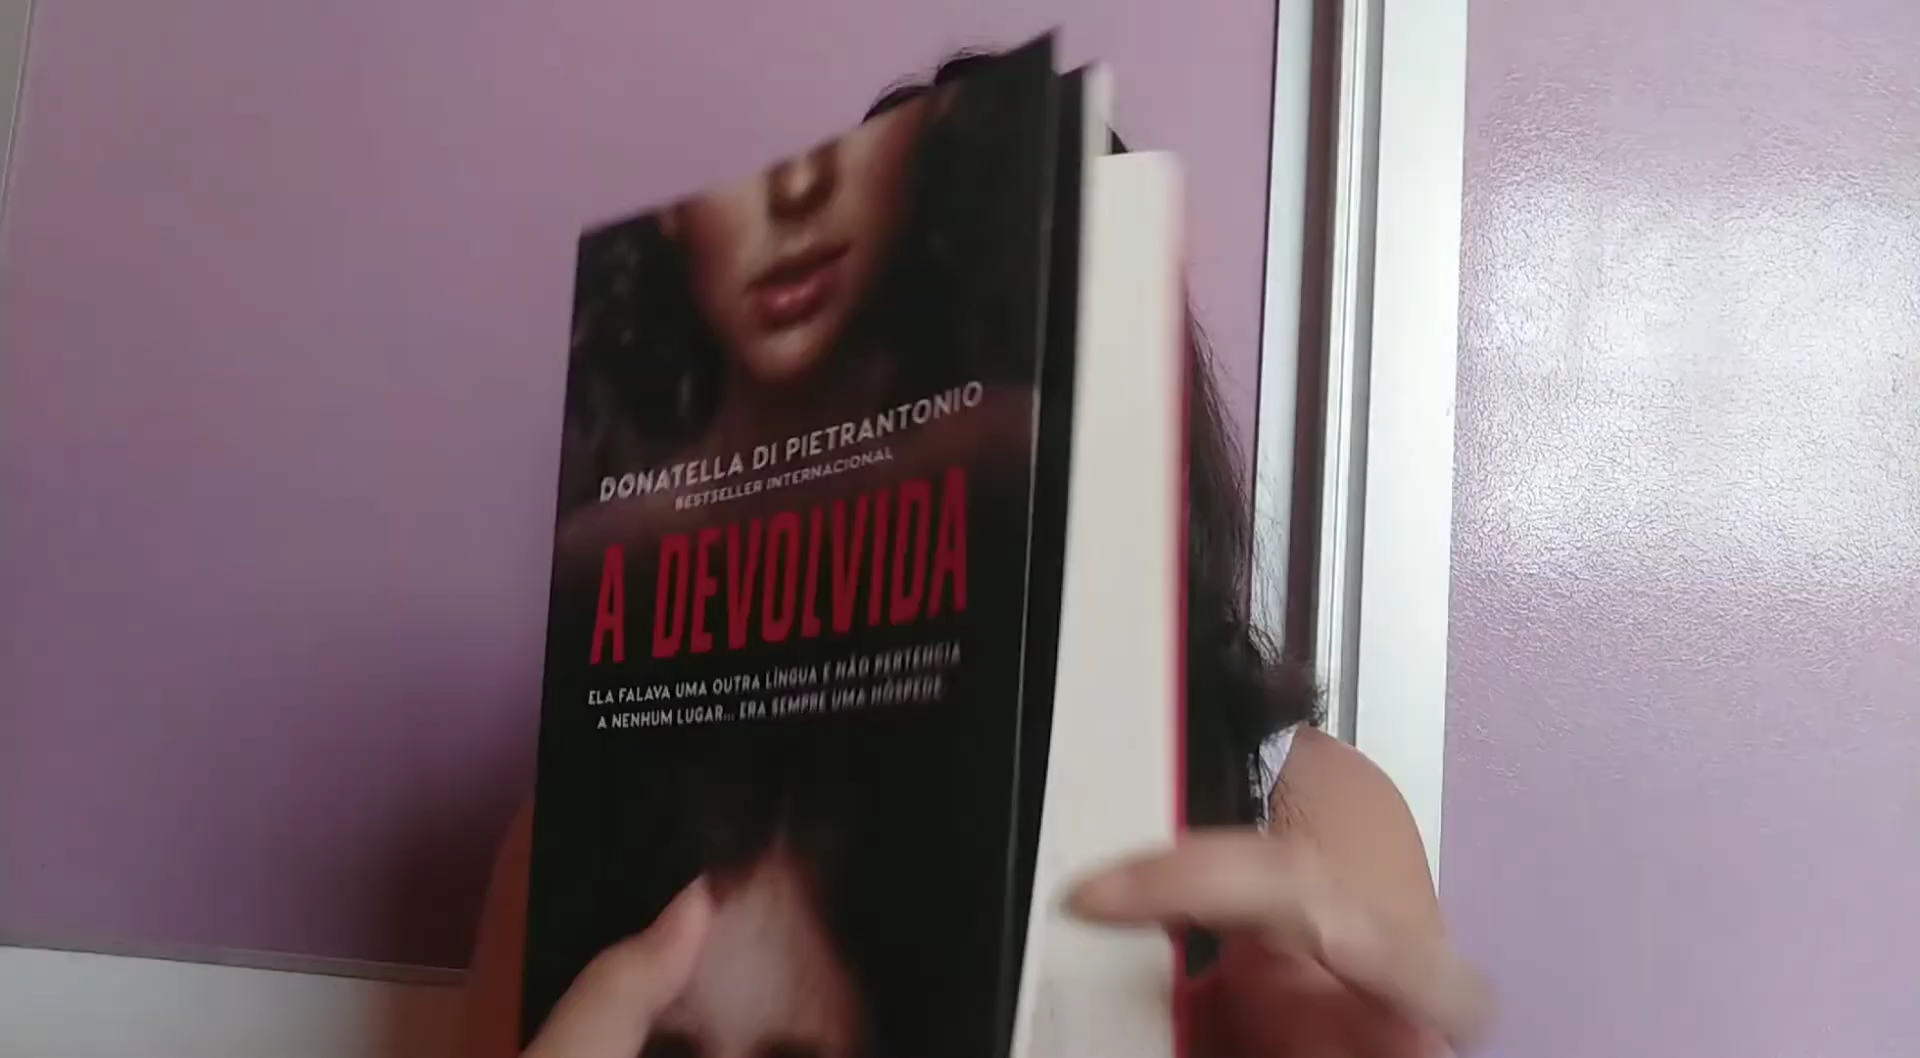 DONATELLA DI PIETRANTONIO
BESTSELLER INTERNACIONAL
A DEVOLVIDA
ELA FALAVA UMA OUTRA LÍNGUA E NÃO PERTENCIA
A NENHUM LUGAR... ERA SEMPRE UMA HÓSPEDE